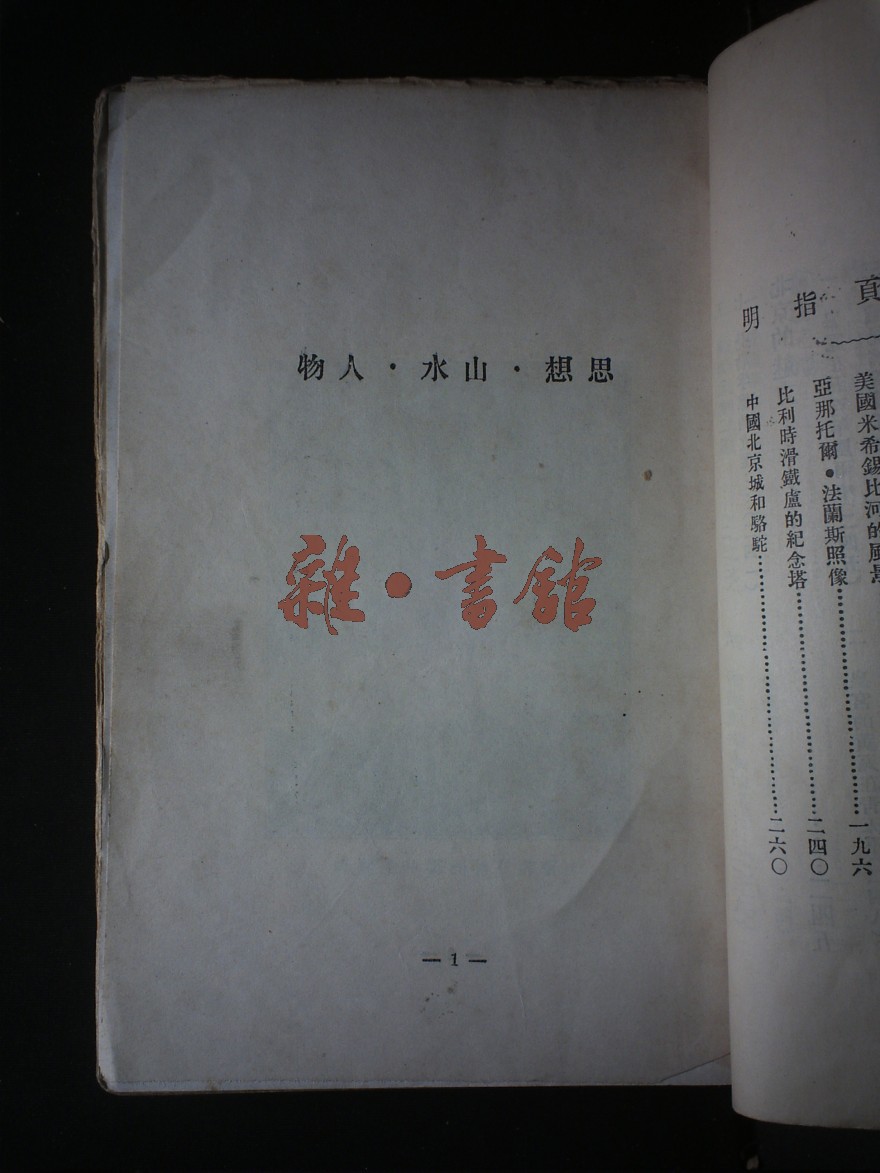 思想·山水·人物
雜•書館
— 1 —
頁指明
美國米希錫比河的風景
亞那托爾•法蘭斯照像……………………一九六
比利時滑鐵盧的紀念塔……………………二四〇
中國北京城和駱駝……………………二六〇